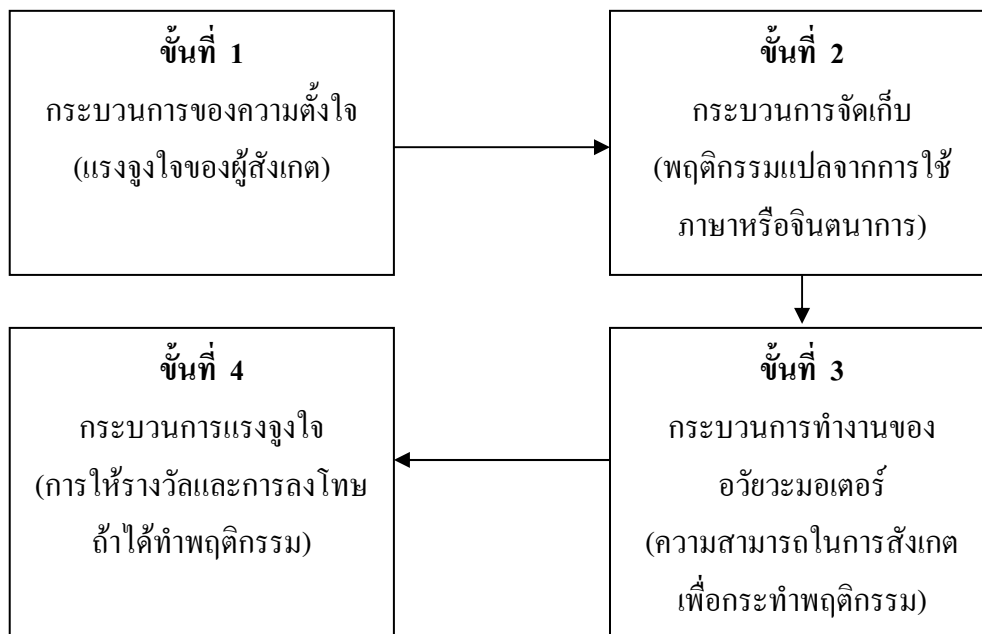 ขั้นที่ 1
กระบวนการของความตั้งใจ
(แรงจูงใจของผู้สังเกต)
ขั้นที่ 2
กระบวนการจัดเก็บ
(พฤติกรรมแปลจากการใช้
ภาษาหรือจินตนาการ)
ขั้นที่ 3
กระบวนการทำงานของ
อวัยวะมอเตอร์
(ความสามารถในการสังเกต
เพื่อกระทำพฤติกรรม)
ขั้นที่ 4
กระบวนการแรงจูงใจ
(การให้รางวัลและการลงโทษ
ถ้าได้ทำพฤติกรรม)